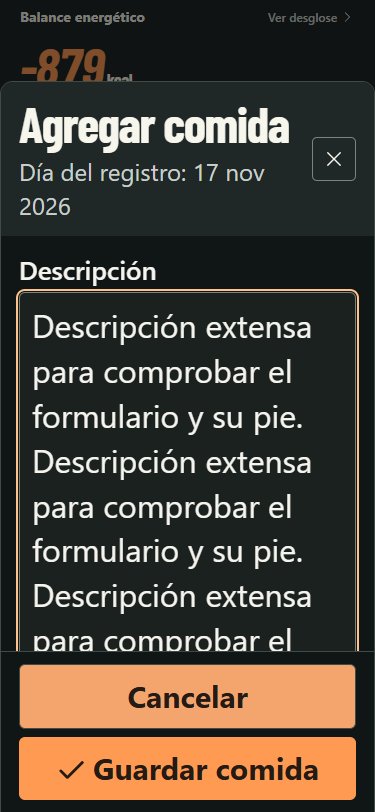 Balance energético
Ver desglose
-879 kcal
Agregar comida
Día del registro: 17 nov
2026
Descripción
Descripción extensa
para comprobar el
formulario y su pie.
Descripción extensa
para comprobar el
formulario y su pie.
Descripción extensa
para comprobar el
Cancelar
Guardar comida